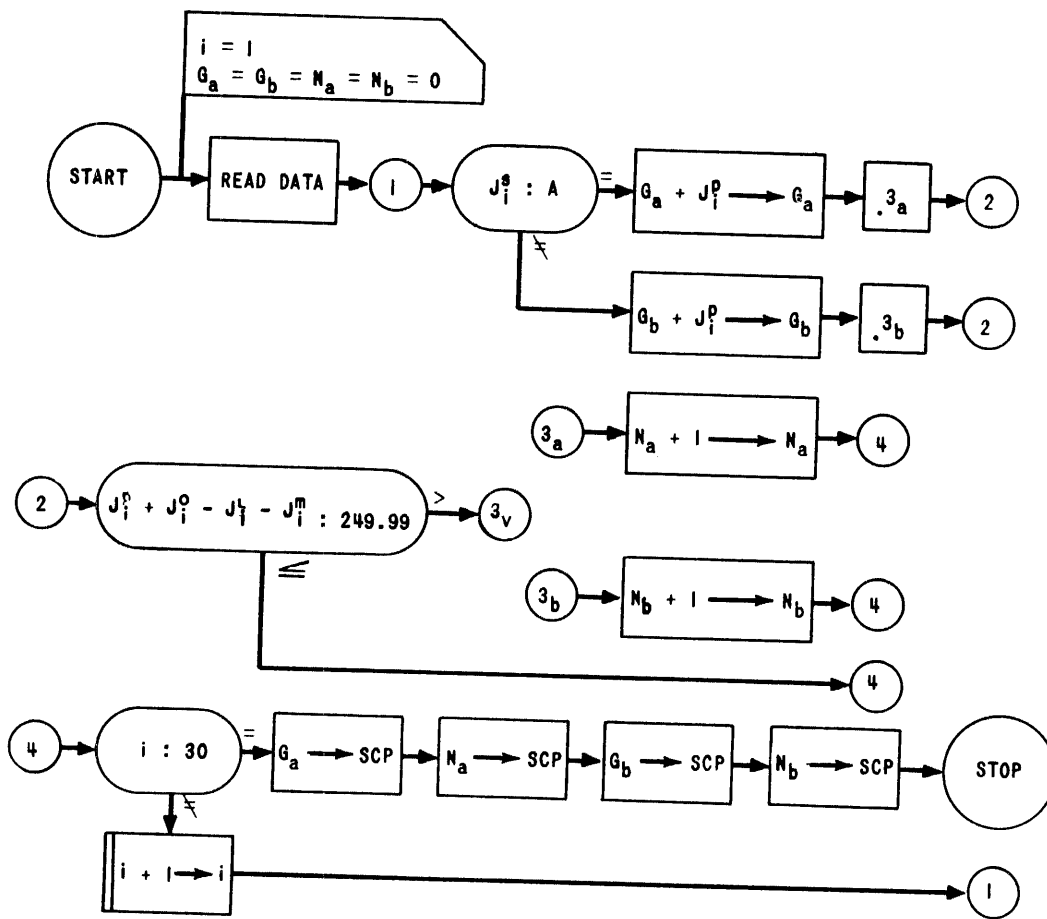 i = 1
G_a = G_b = N_a = N_b = 0
START
READ DATA
1
J_i^s : A
=
G_a + J_i^p ⟶ G_a
.3_a
2
≠
G_b + J_i^p ⟶ G_b
.3_b
2
3_a
N_a + 1 ⟶ N_a
4
2
J_i^p + J_i^o - J_i^L - J_i^m : 249.99
>
3_v
≦
3_b
N_b + 1 ⟶ N_b
4
4
4
i : 30
=
G_a ⟶ SCP
N_a ⟶ SCP
G_b ⟶ SCP
N_b ⟶ SCP
STOP
≠
i + 1 ⟶ i
1